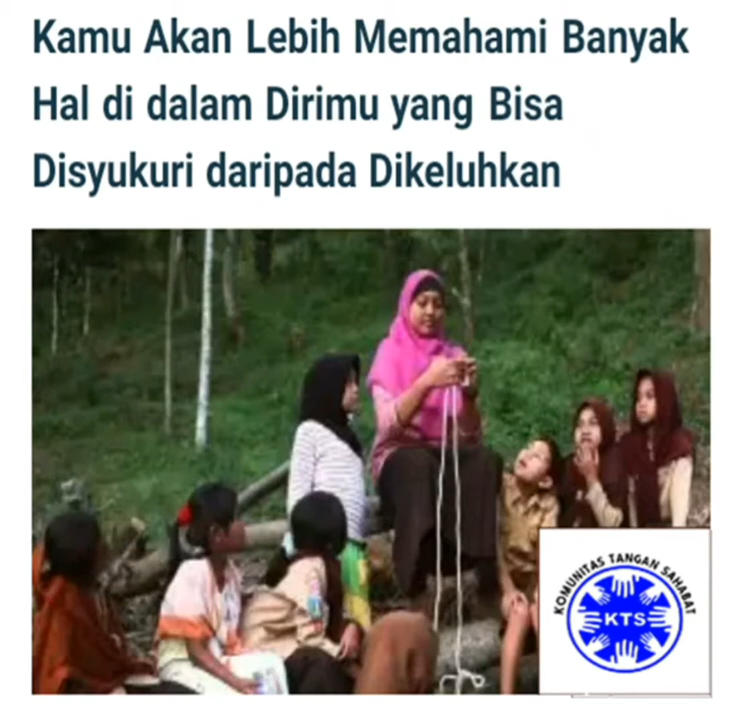 Kamu Akan Lebih Memahami Banyak
Hal di dalam Dirimu yang Bisa
Disyukuri daripada Dikeluhkan
KOMUNITAS TANGAN SAHABAT
KTS